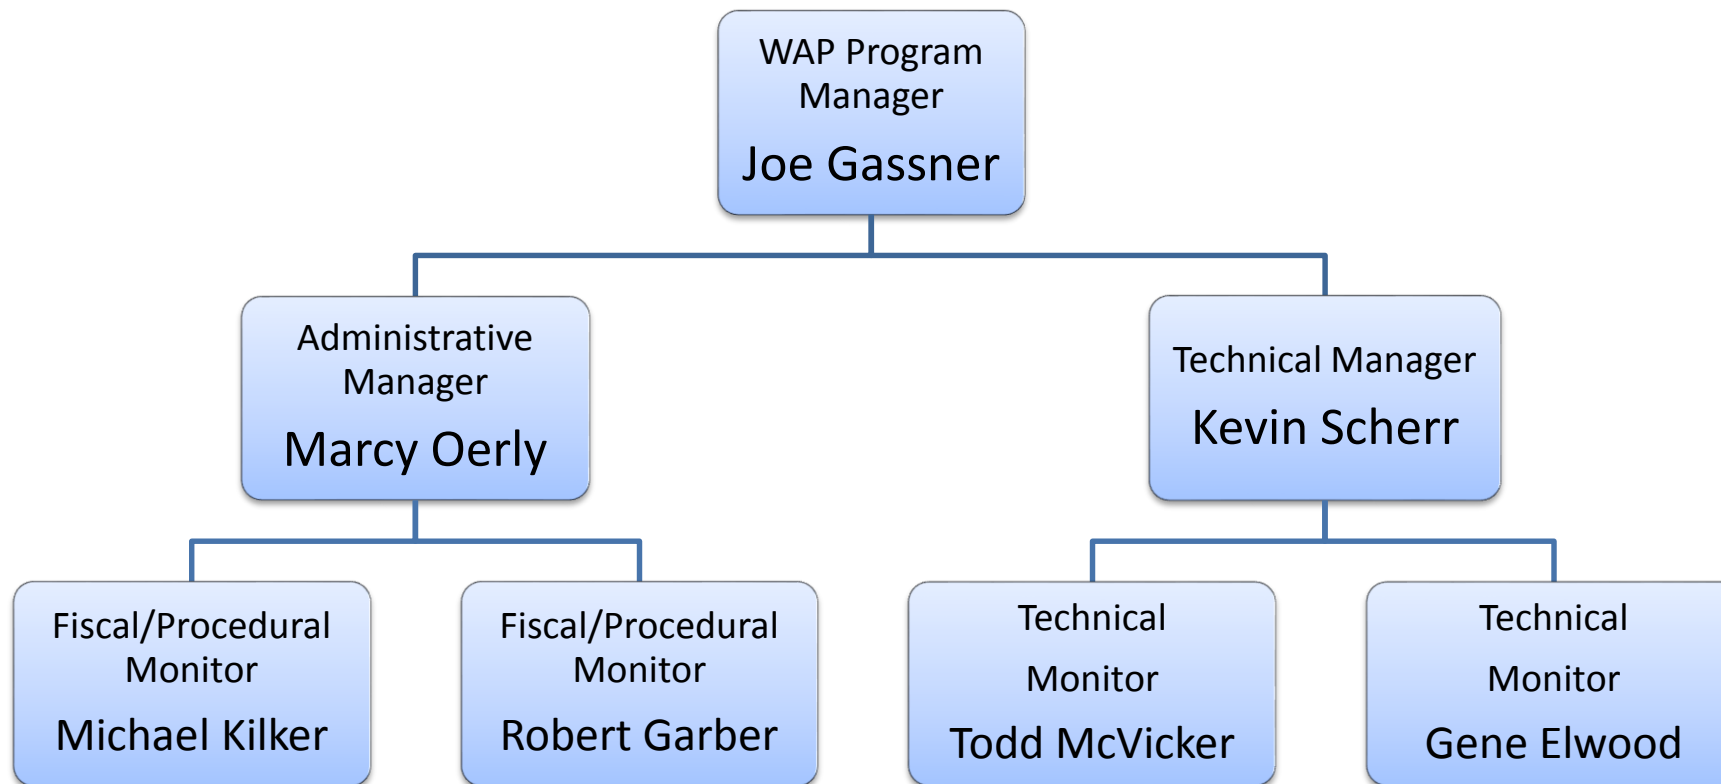 WAP Program
Manager
Joe Gassner
Administrative
Manager
Marcy Oerly
Technical Manager
Kevin Scherr
Fiscal/Procedural
Monitor
Michael Kilker
Fiscal/Procedural
Monitor
Robert Garber
Technical
Monitor
Todd McVicker
Technical
Monitor
Gene Elwood